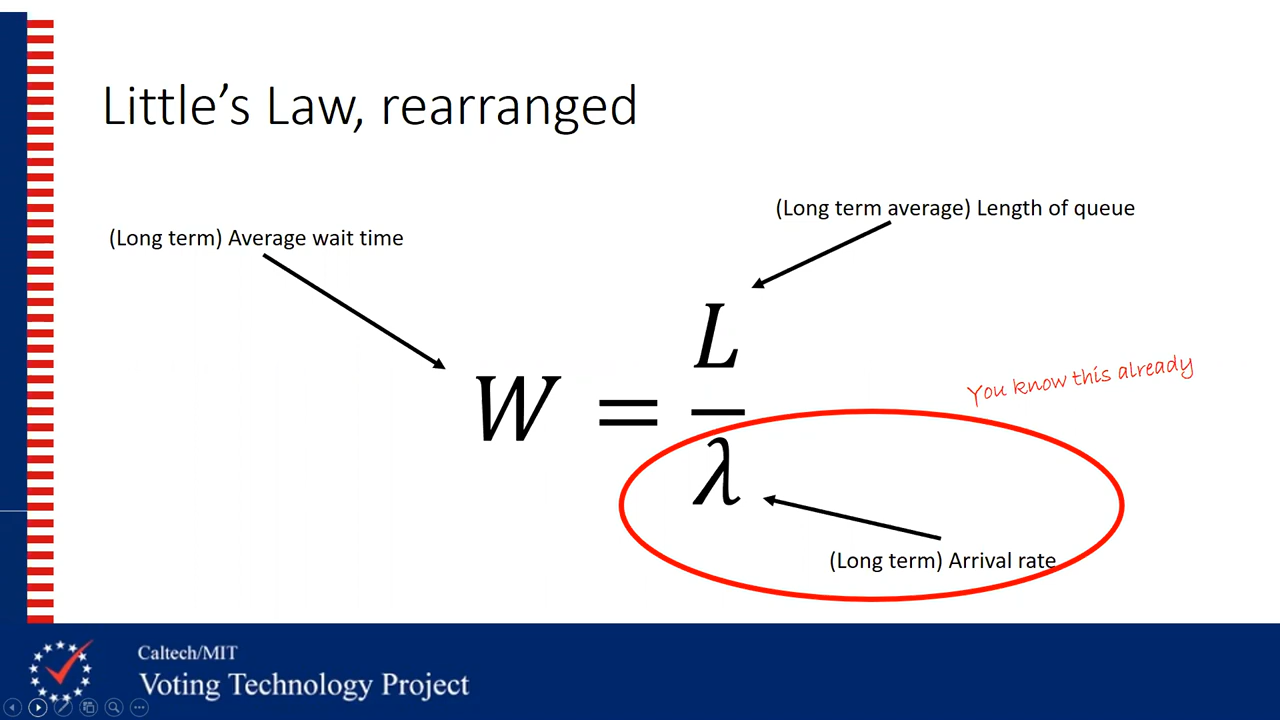 Little's Law, rearranged
(Long term average) Length of queue
(Long term) Average wait time
W = L / λ
You know this already
(Long term) Arrival rate
Caltech/MIT
Voting Technology Project